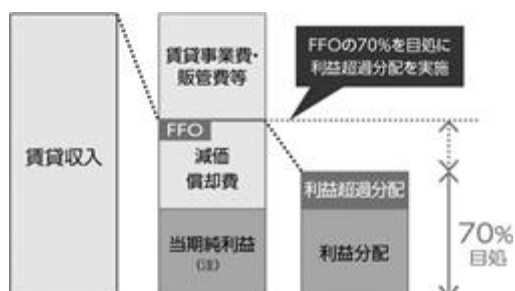 賃貸収入
賃貸事業費・
販管費等
FFOの70%を目処に
利益超過分配を実施
FFO
減価
償却費
当期純利益
(注)
利益超過分配
利益分配
70%
目処